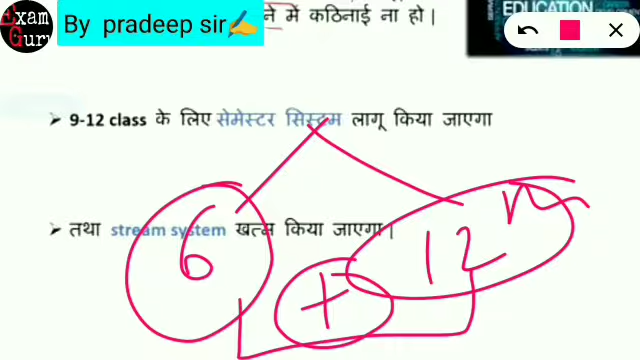 Exam Guru
By pradeep sir✍
ने में कठिनाई ना हो |
EDUCATION
➤ 9-12 class के लिए सेमेस्टर सिस्टम लागू किया जाएगा
➤ तथा stream system खत्म किया जाएगा |
6 + 12